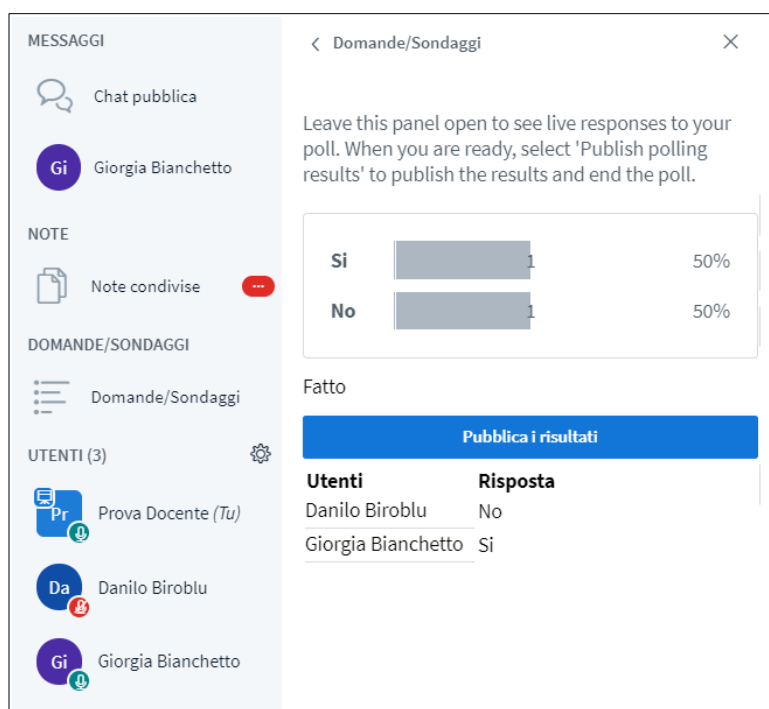 MESSAGGI
Chat pubblica
Gi
Giorgia Bianchetto
NOTE
Note condivise
DOMANDE/SONDAGGI
Domande/Sondaggi
UTENTI (3)
Pr
Prova Docente (Tu)
Da
Danilo Biroblu
Gi
Giorgia Bianchetto
Domande/Sondaggi
Leave this panel open to see live responses to your
poll. When you are ready, select 'Publish polling
results' to publish the results and end the poll.
Si 1 50%
No 1 50%
Fatto
Pubblica i risultati
Utenti Risposta
Danilo Biroblu No
Giorgia Bianchetto Si